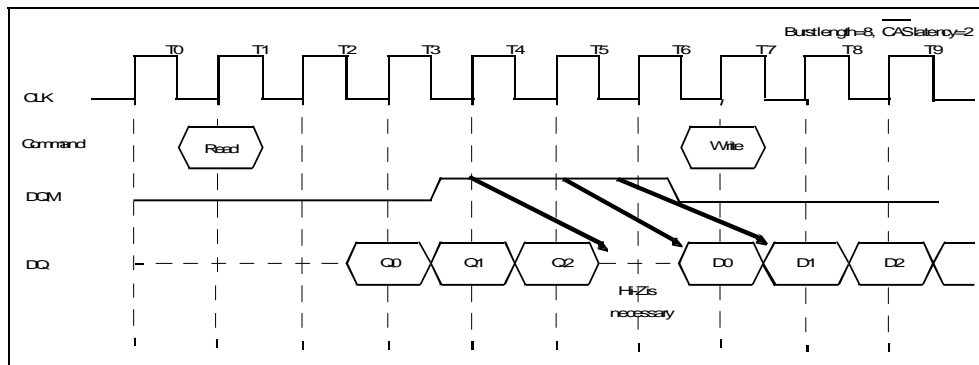 Burst length=8, CAS latency=2
T0 T1 T2 T3 T4 T5 T6 T7 T8 T9
CLK
Command Read Write
DQM
DQ Q0 Q1 Q2 D0 D1 D2
Hi-Z is
necessary